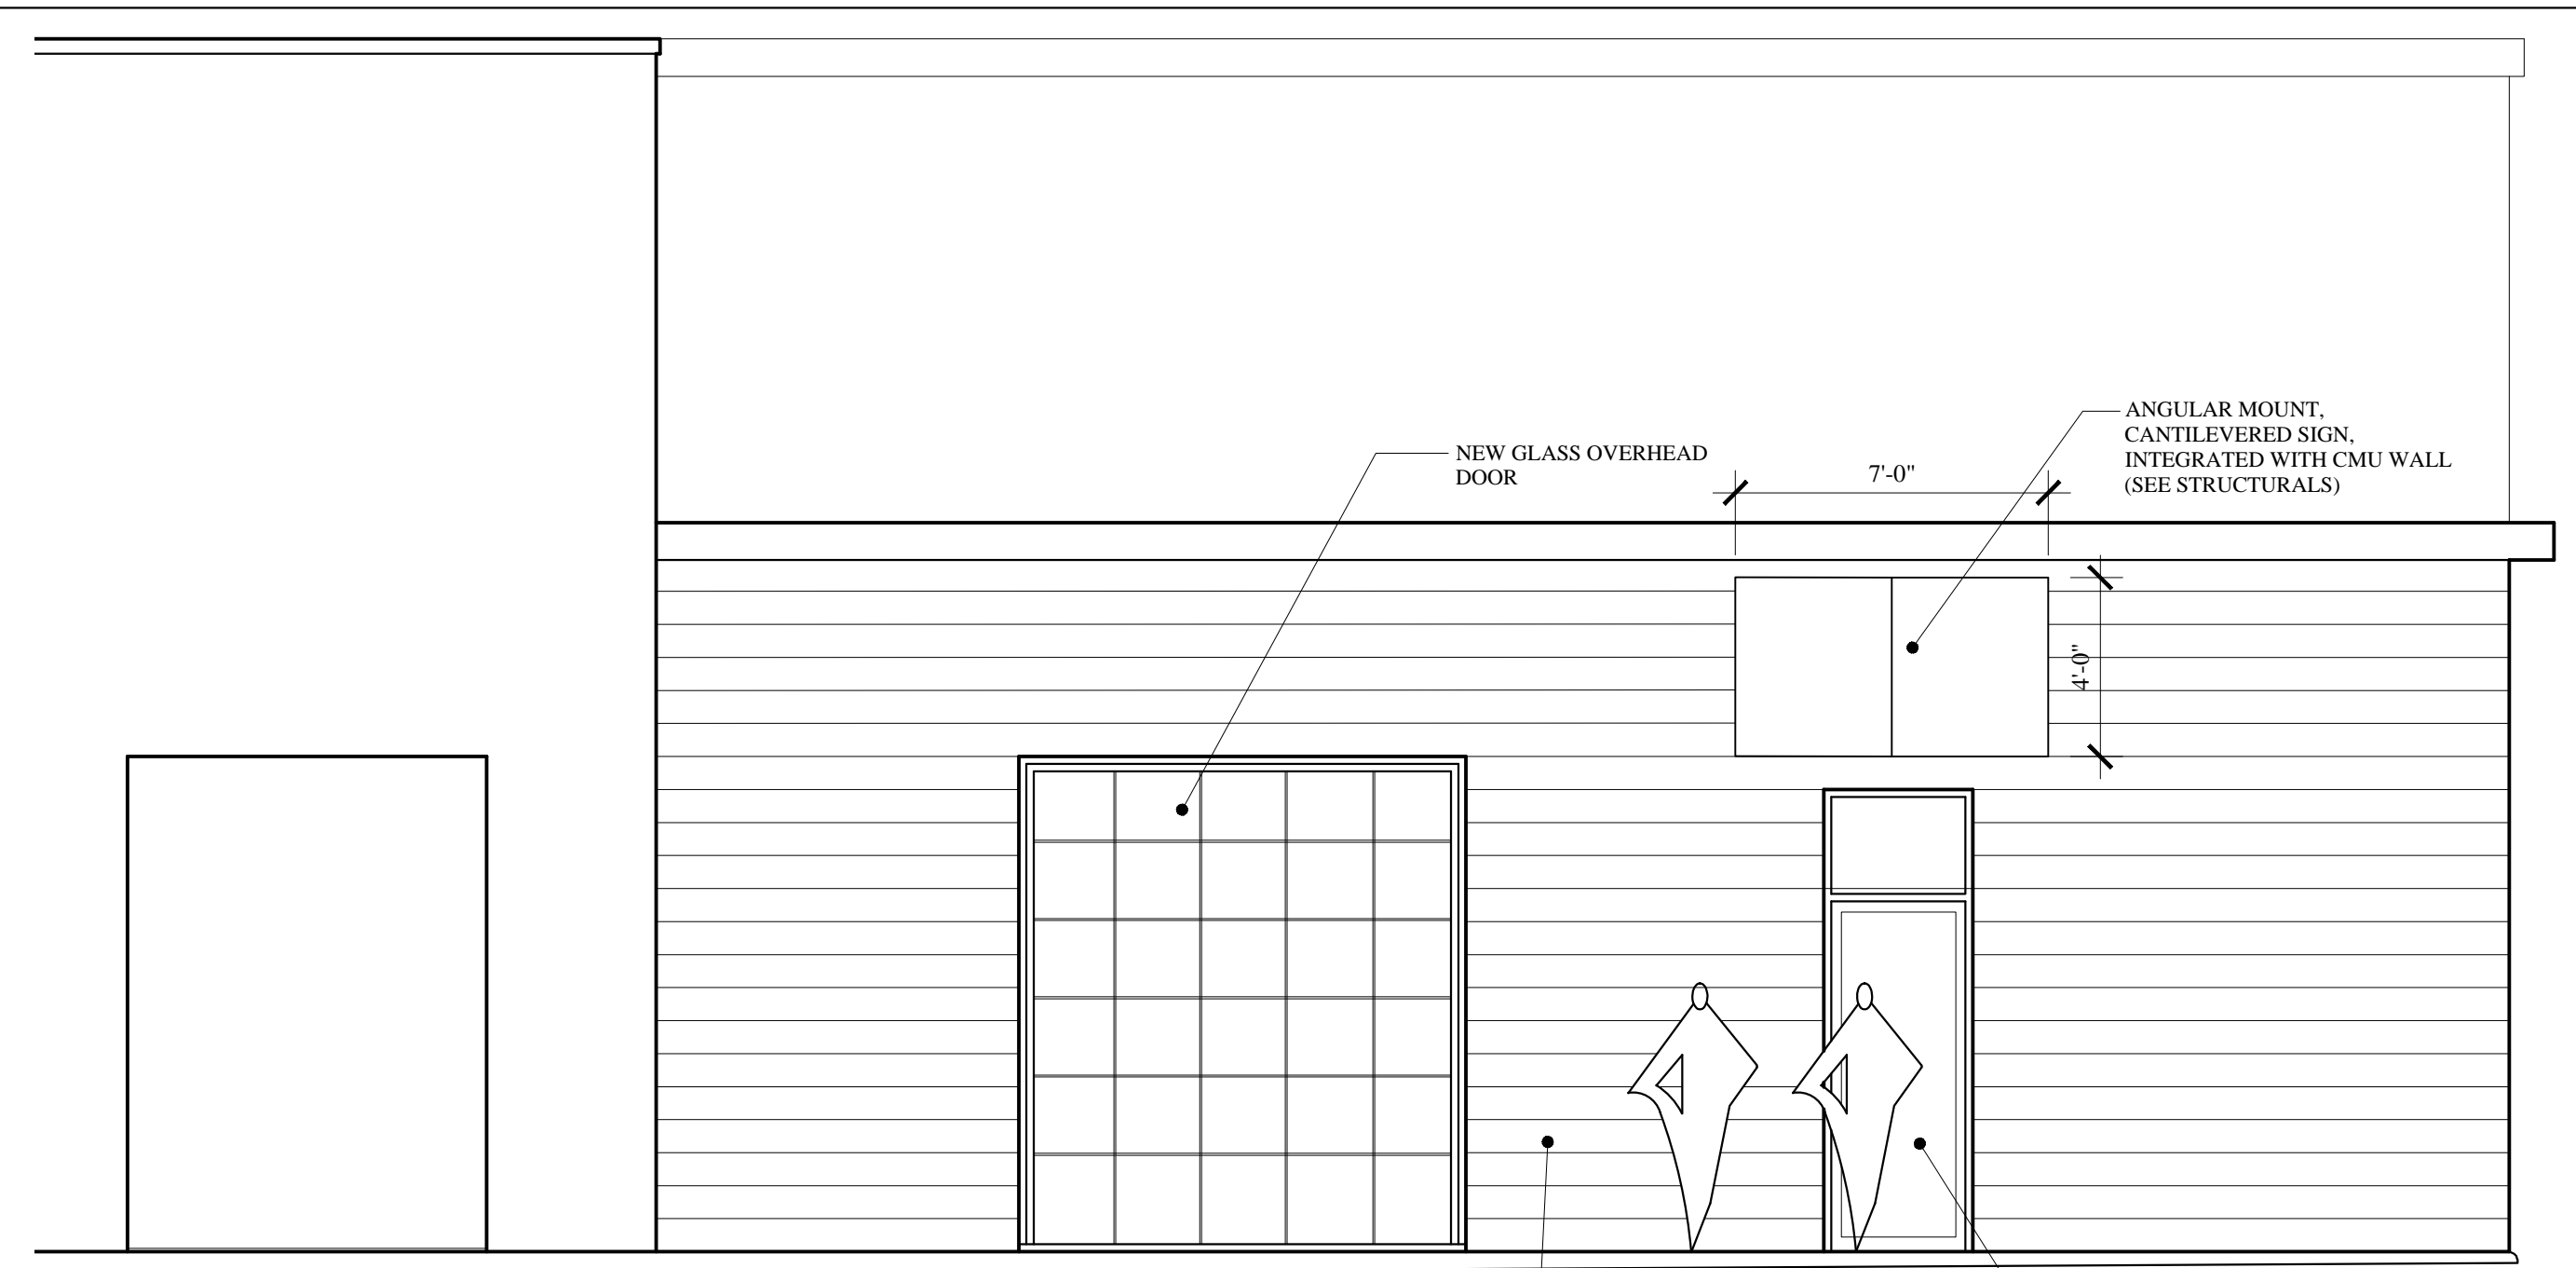 ANGULAR MOUNT,
CANTILEVERED SIGN,
INTEGRATED WITH CMU WALL
(SEE STRUCTURALS)
NEW GLASS OVERHEAD
DOOR
7'-0"
4'-0"